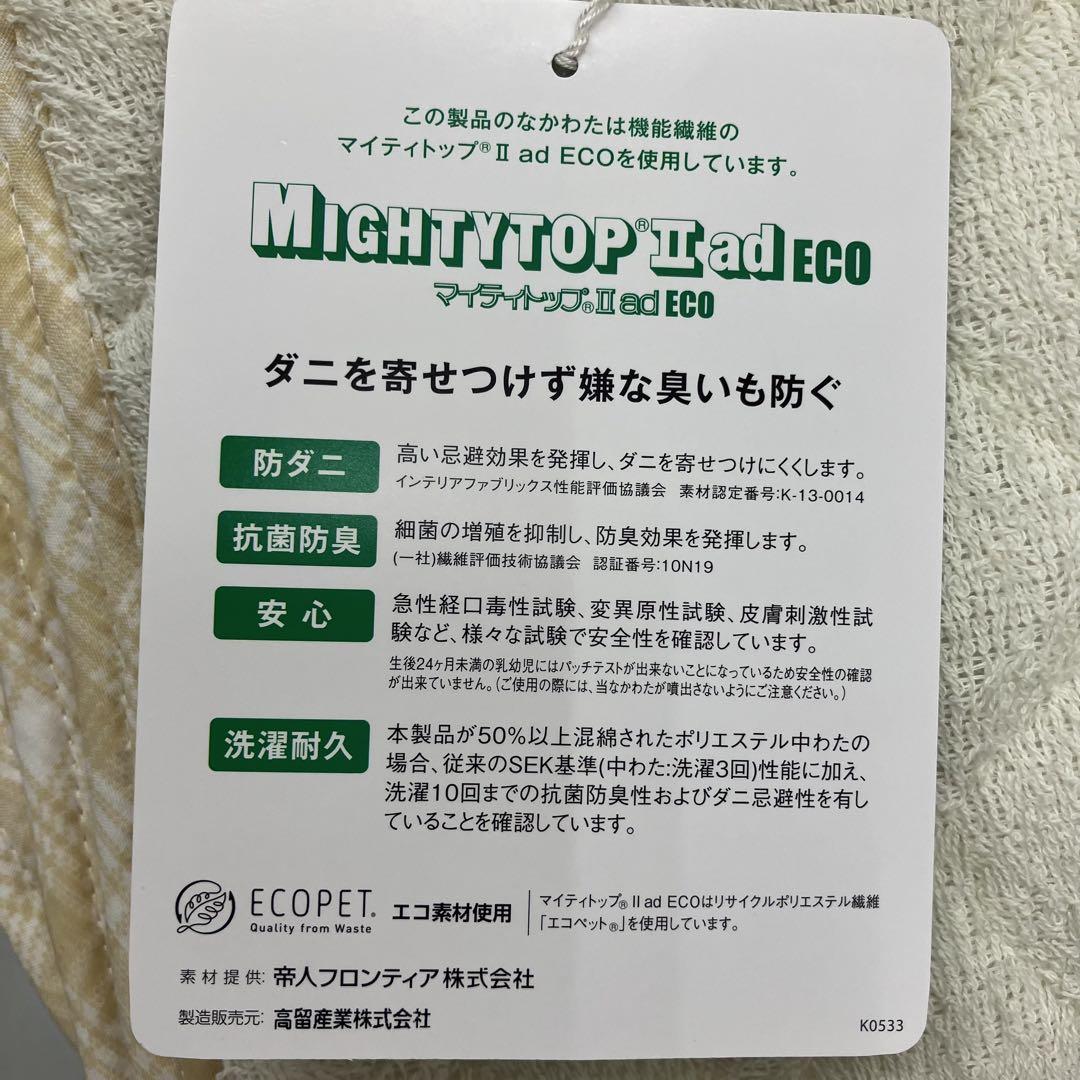 この製品のなかわたは機能繊維の
マイティトップ®Ⅱ ad ECOを使用しています。
MIGHTYTOP®Ⅱ ad ECO
マイティトップ®Ⅱ ad ECO
ダニを寄せつけず嫌な臭いも防ぐ
防ダニ
高い忌避効果を発揮し、ダニを寄せつけにくくします。
インテリアファブリックス性能評価協議会 素材認定番号:K-13-0014
抗菌防臭
細菌の増殖を抑制し、防臭効果を発揮します。
(一社)繊維評価技術協議会 認証番号:10N19
安心
急性経口毒性試験、変異原性試験、皮膚刺激性試
験など、様々な試験で安全性を確認しています。
生後24ヶ月未満の乳幼児にはパッチテストが出来ないことになっているため安全性の確認
が出来ていません。(ご使用の際には、当なかわたが噴出さないようにご注意ください。)
洗濯耐久
本製品が50%以上混綿されたポリエステル中わたの
場合、従来のSEK基準(中わた:洗濯3回)性能に加え、
洗濯10回までの抗菌防臭性およびダニ忌避性を有し
ていることを確認しています。
ECOPET®
Quality from Waste
エコ素材使用
マイティトップ®Ⅱ ad ECOはリサイクルポリエステル繊維
「エコペット®」を使用しています。
素材提供: 帝人フロンティア株式会社
製造販売元: 高留産業株式会社
K0533